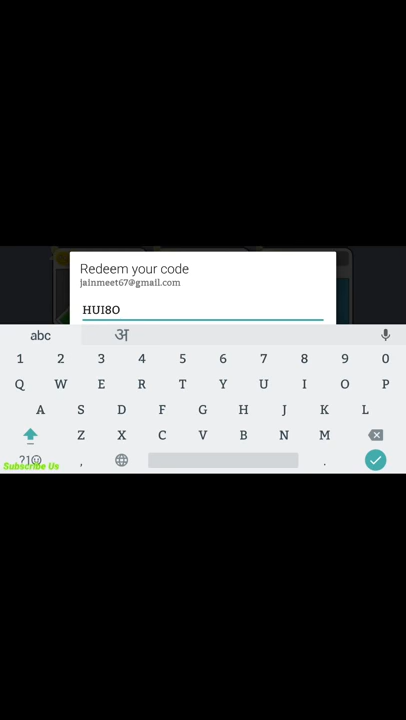 Redeem your code
jainmeet67@gmail.com
HUI8O
abc अ
1 2 3 4 5 6 7 8 9 0
Q W E R T Y U I O P
A S D F G H J K L
Z X C V B N M
?1☺ , .
Subscribe Us